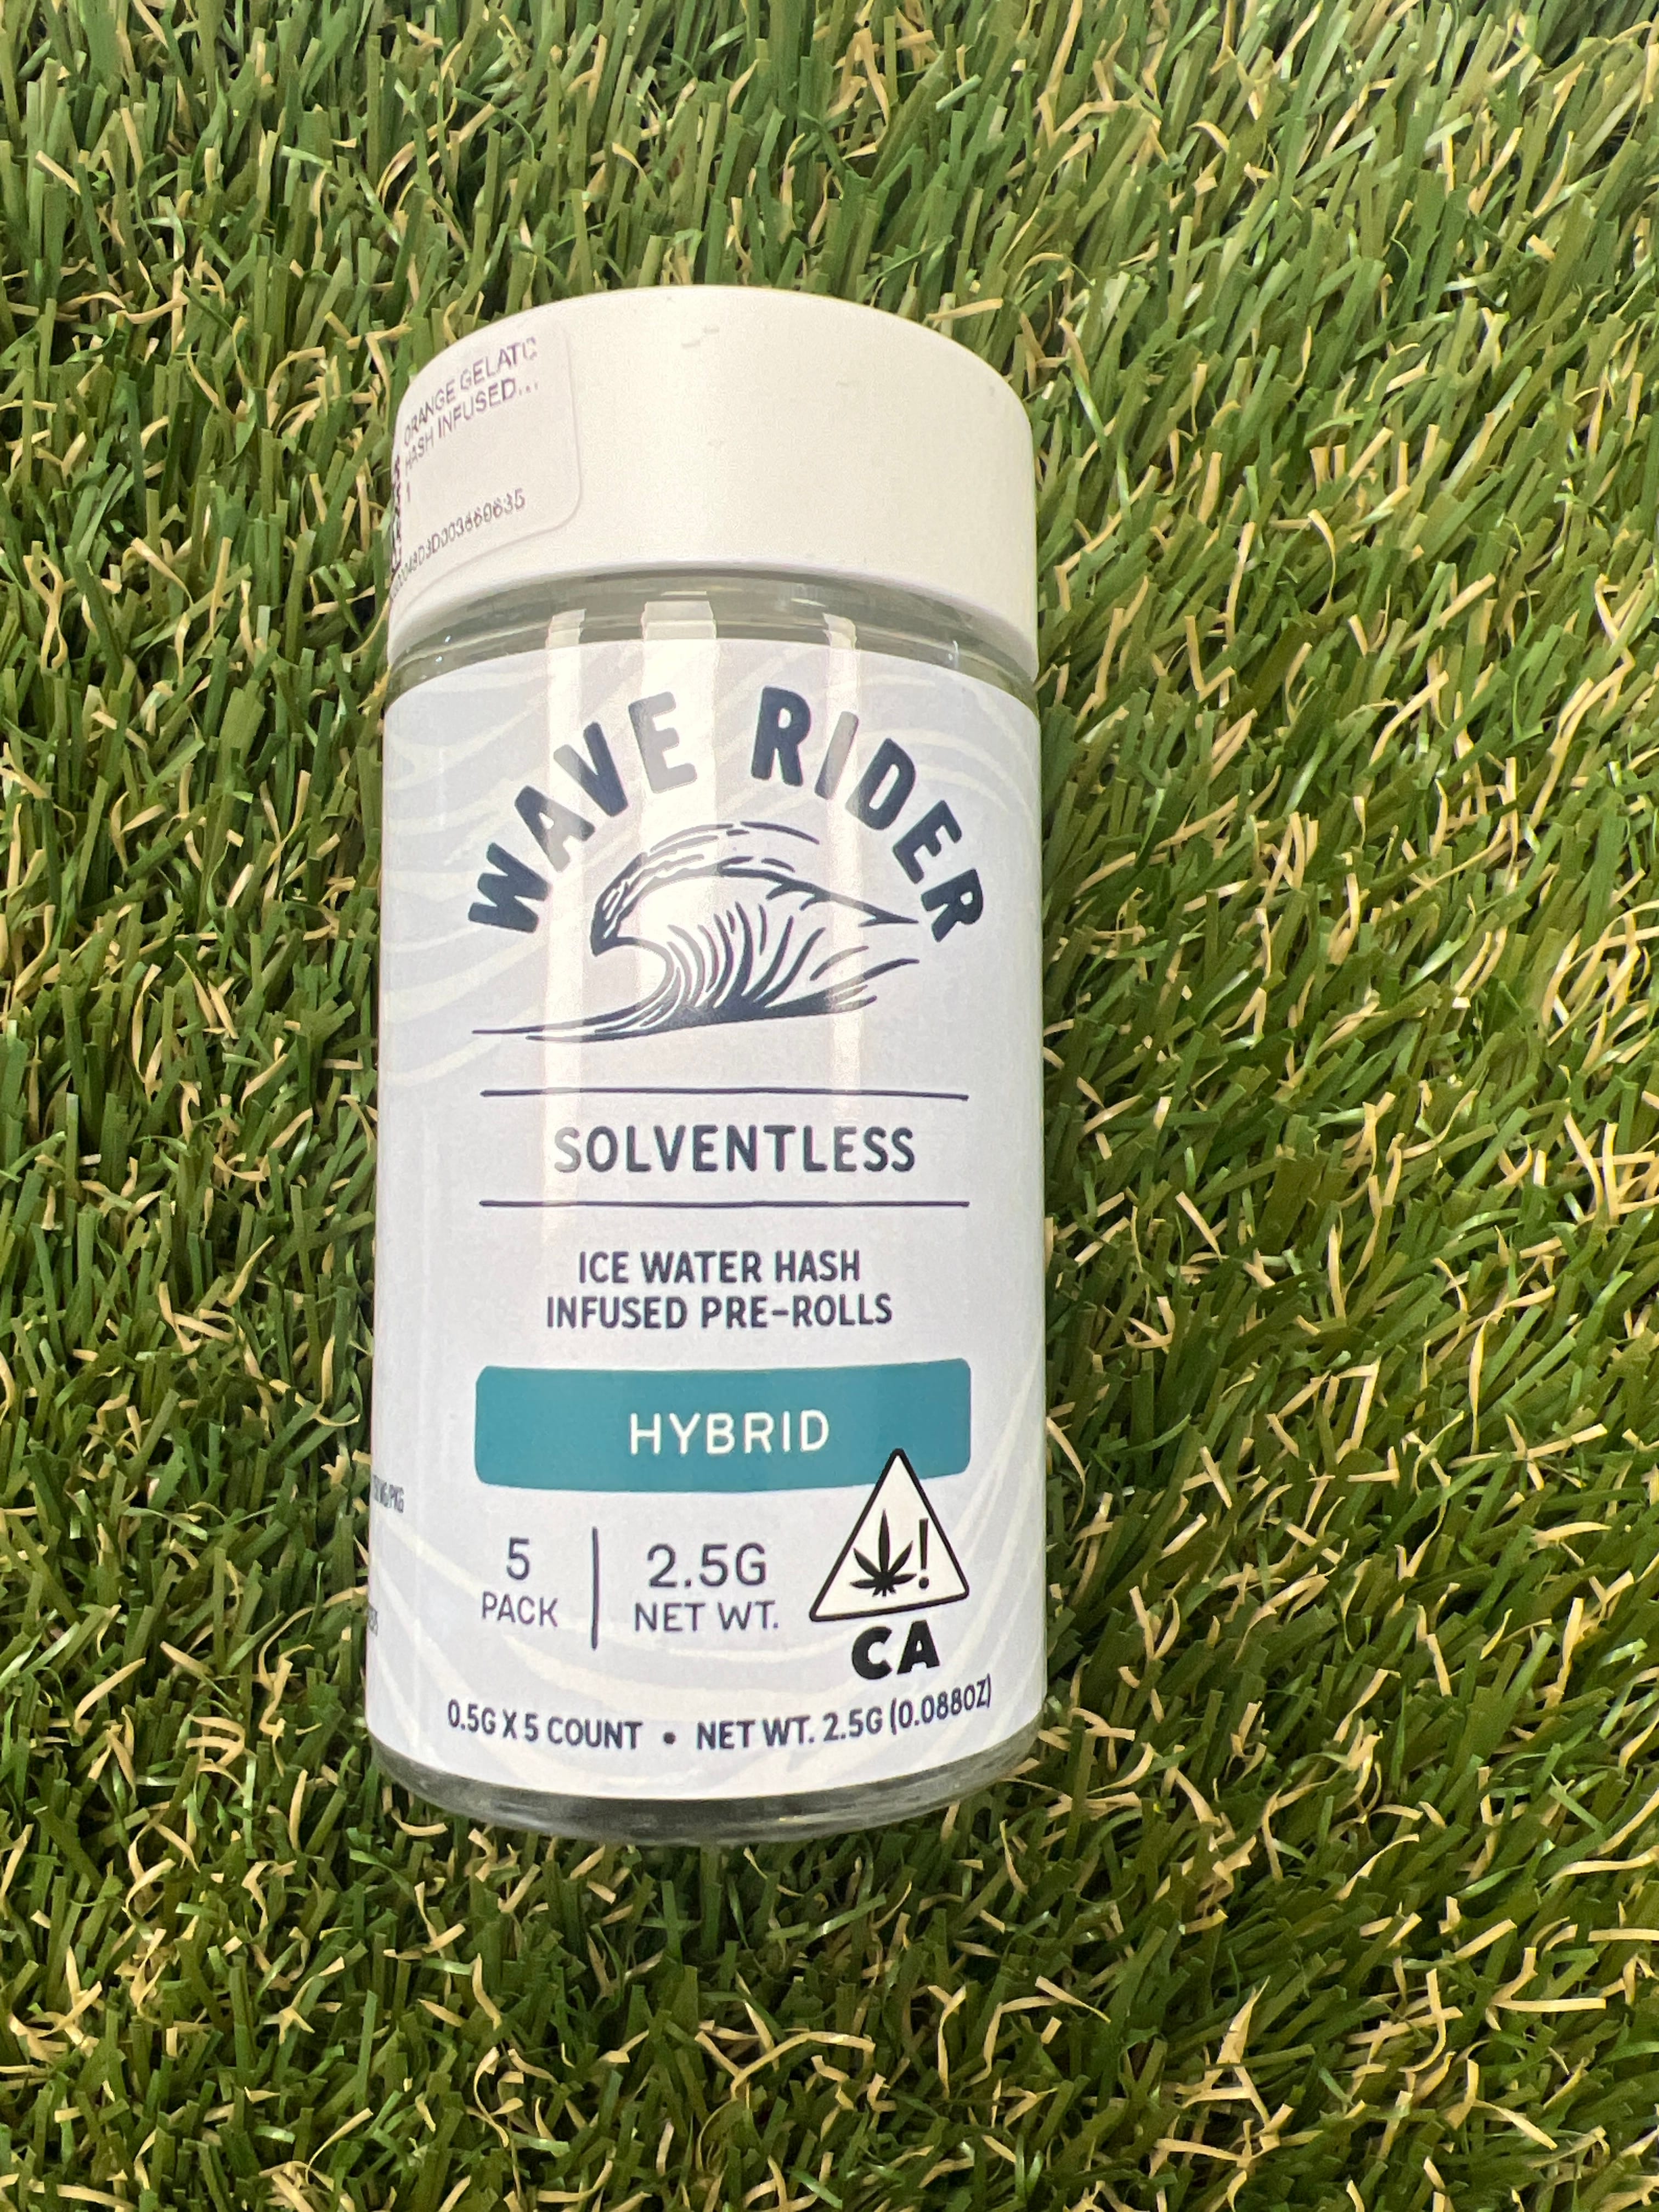 ORANGE GELATO
HASH INFUSED...
1
WAVE RIDER
SOLVENTLESS
ICE WATER HASH
INFUSED PRE-ROLLS
HYBRID
5
PACK
2.5G
NET WT.
!
CA
0.5G X 5 COUNT • NET WT. 2.5G (0.088OZ)